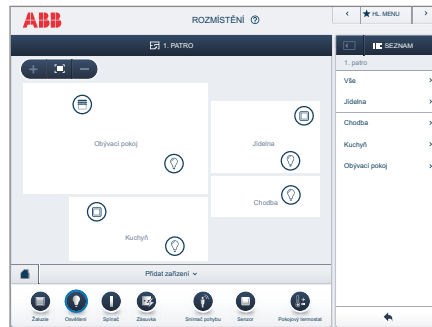 ABB
ROZMÍSTĚNÍ
HL. MENU
1. PATRO
SEZNAM
1. patro
Vše
Jídelna
Chodba
Kuchyň
Obývací pokoj
Obývací pokoj
Jídelna
Chodba
Kuchyň
Přidat zařízení
Žaluzie
Osvětlení
Spínač
Zásuvka
Snímač pohybu
Senzor
Pokojový termostat